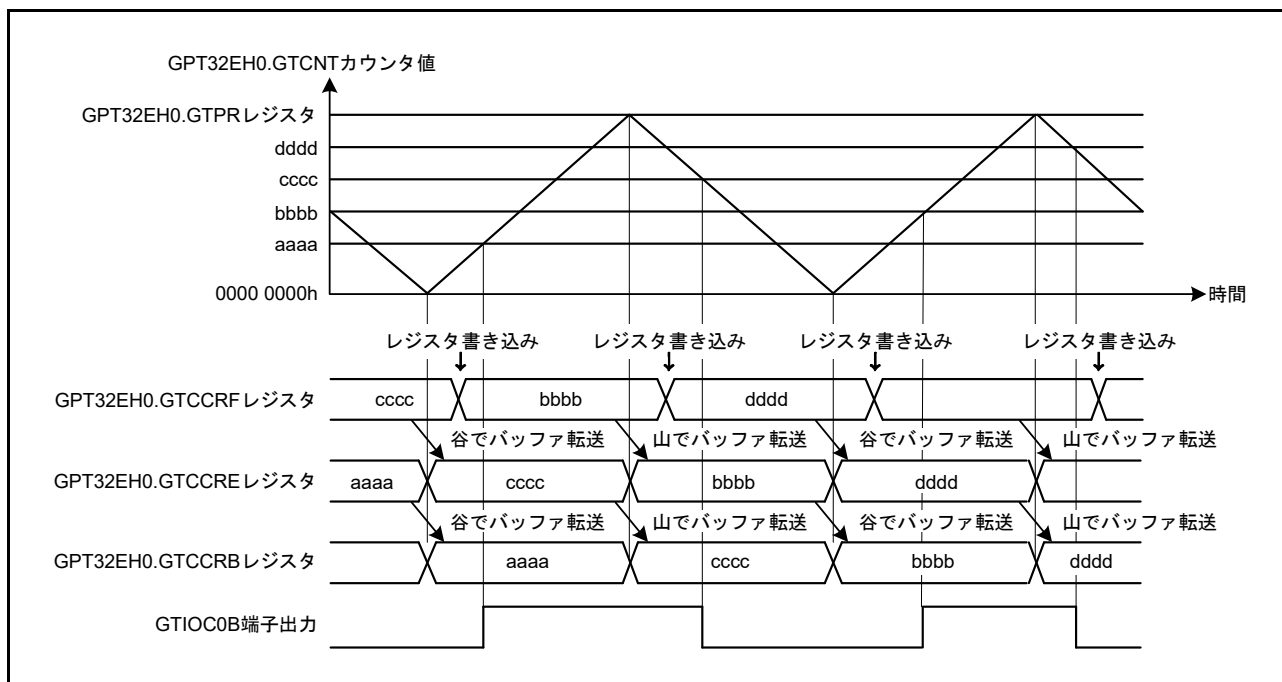 GPT32EH0.GTCNTカウンタ値
GPT32EH0.GTPRレジスタ
dddd
cccc
bbbb
aaaa
0000 0000h
時間
レジスタ書き込み レジスタ書き込み レジスタ書き込み レジスタ書き込み
GPT32EH0.GTCCRFレジスタ cccc bbbb dddd
谷でバッファ転送 山でバッファ転送 谷でバッファ転送 山でバッファ転送
GPT32EH0.GTCCREレジスタ aaaa cccc bbbb dddd
谷でバッファ転送 山でバッファ転送 谷でバッファ転送 山でバッファ転送
GPT32EH0.GTCCRBレジスタ aaaa cccc bbbb dddd
GTIOC0B端子出力